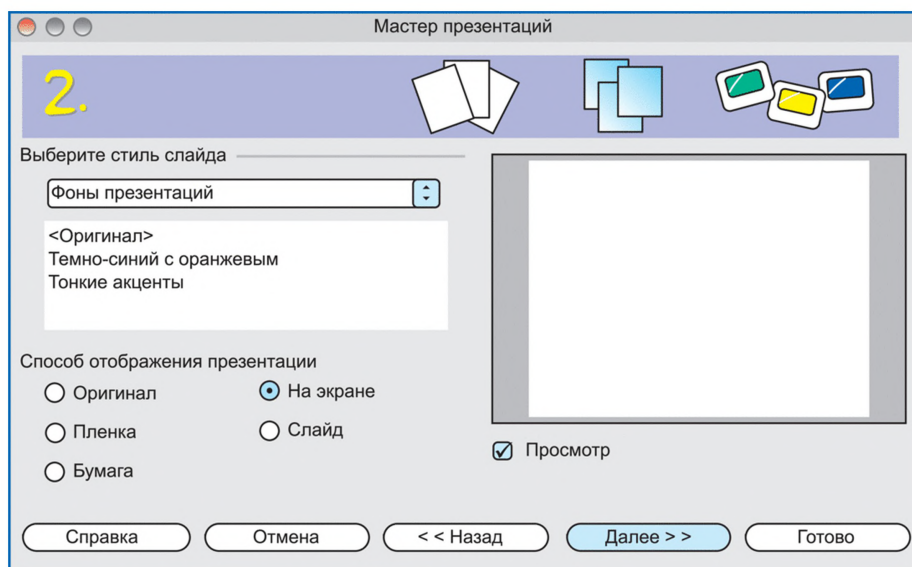 Мастер презентаций
2.
Выберите стиль слайда
Фоны презентаций
<Оригинал>
Темно-синий с оранжевым
Тонкие акценты
Способ отображения презентации
Оригинал
На экране
Пленка
Слайд
Бумага
Просмотр
Справка
Отмена
< < Назад
Далее > >
Готово